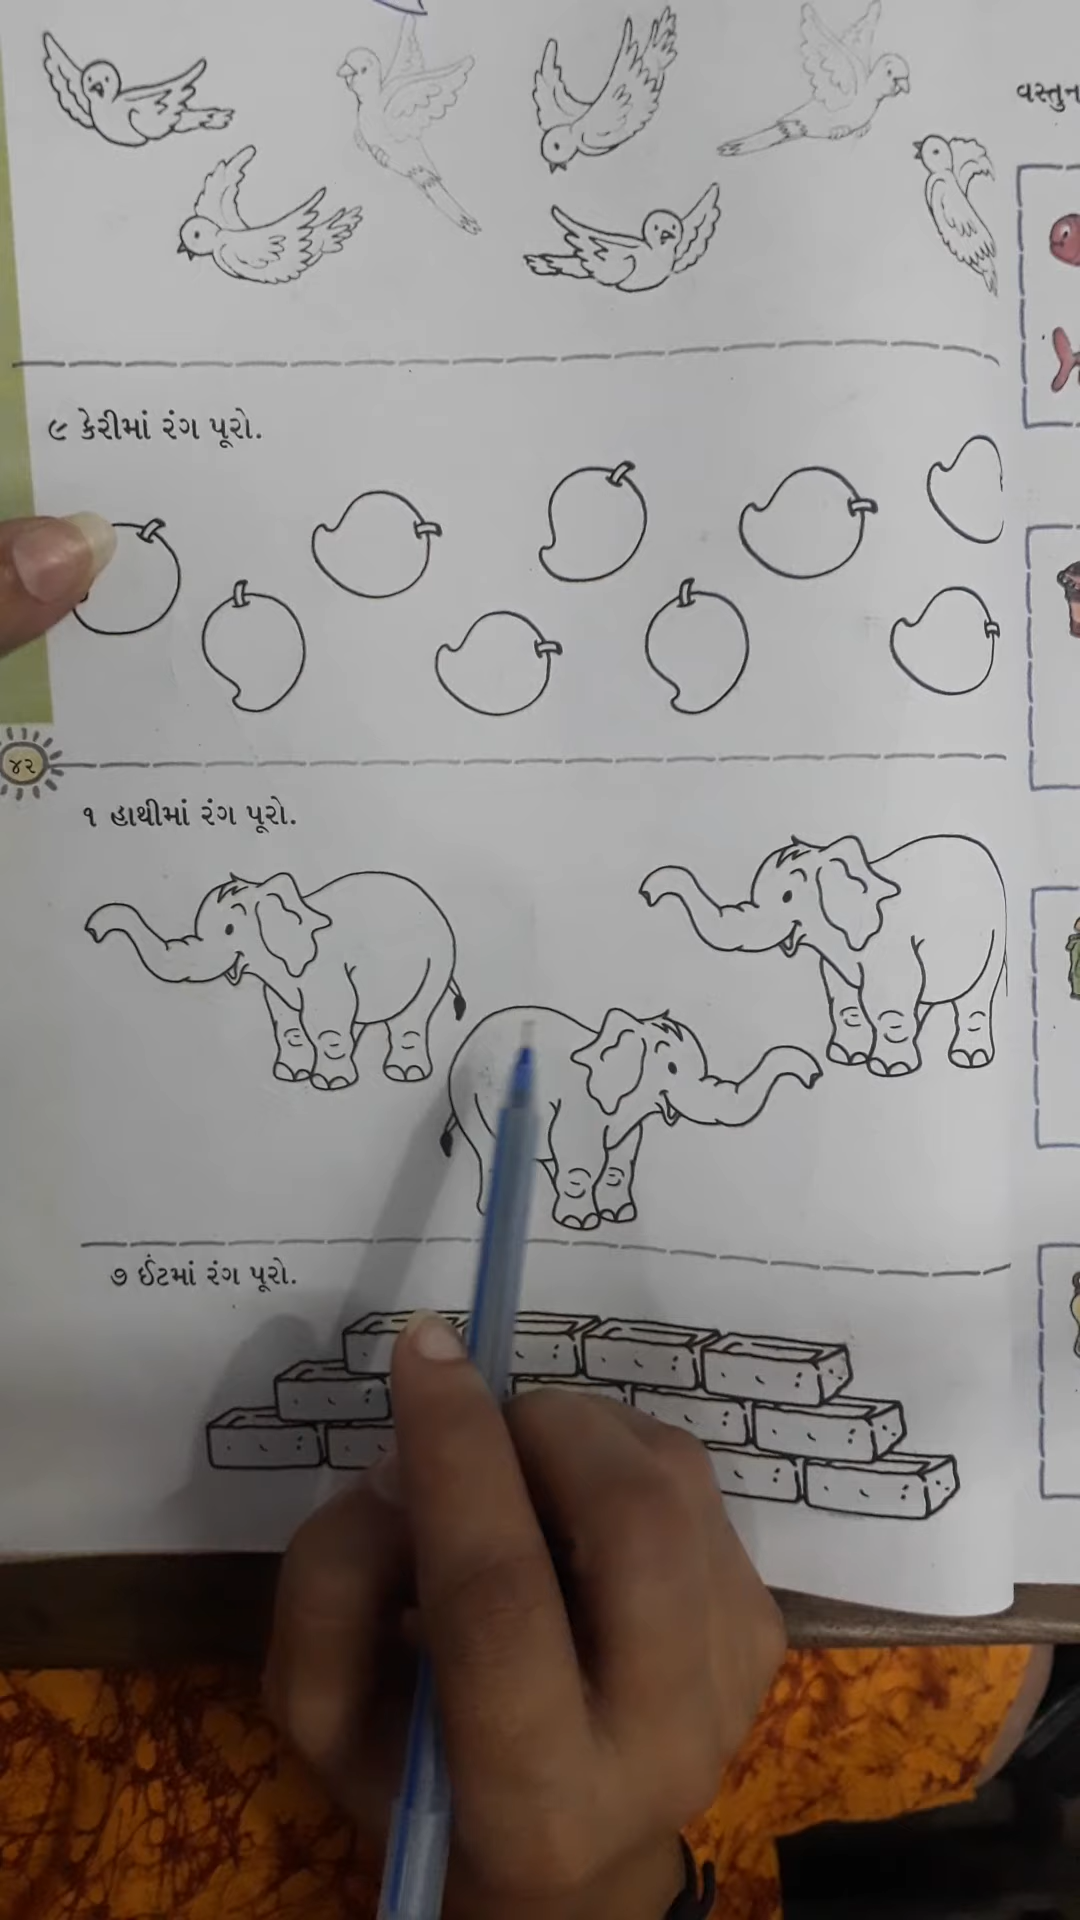 વસ્તુન
૯ કેરીમાં રંગ પૂરો.
૪૨
૧ હાથીમાં રંગ પૂરો.
૭ ઈંટમાં રંગ પૂરો.